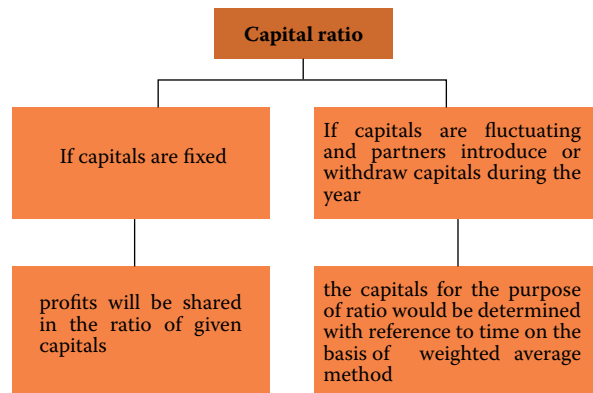 Capital ratio
If capitals are fixed
If capitals are fluctuating
and partners introduce or
withdraw capitals during the
year
profits will be shared
in the ratio of given
capitals
the capitals for the purpose
of ratio would be determined
with reference to time on the
basis of weighted average
method